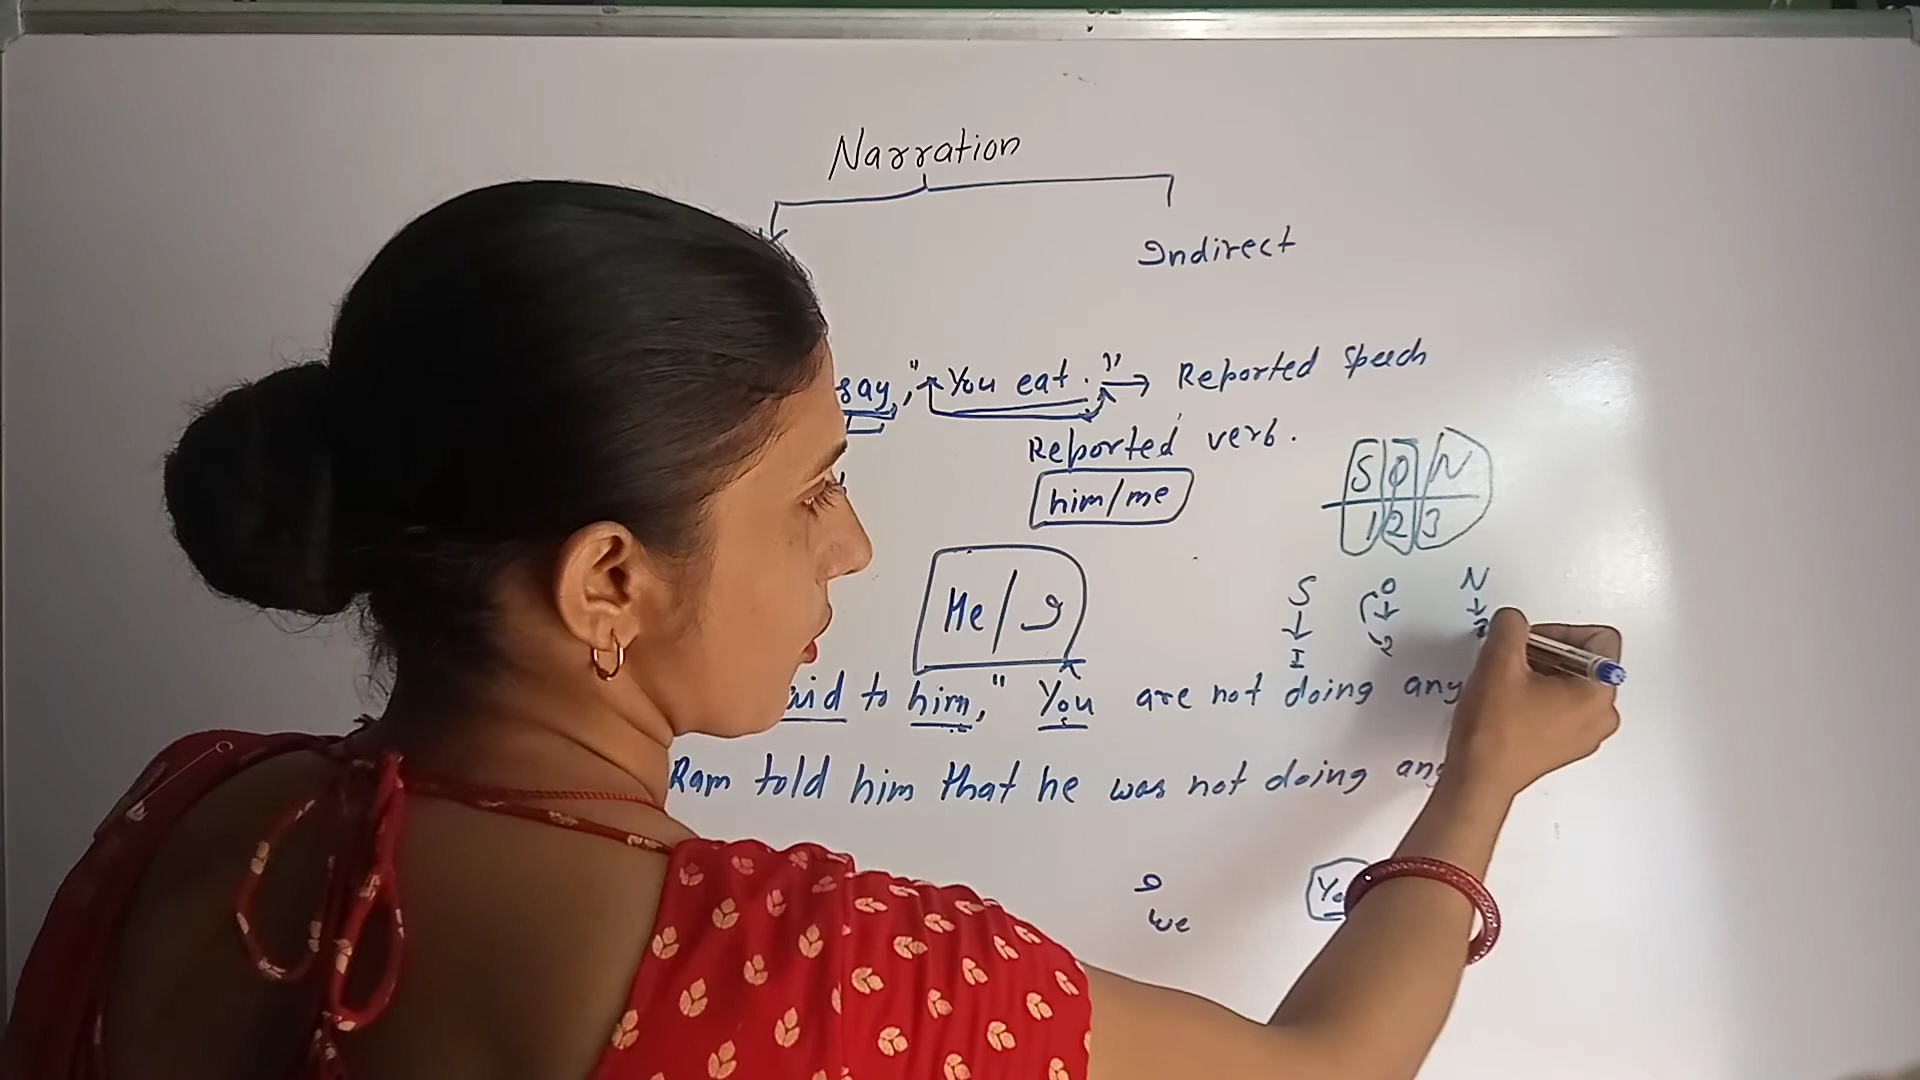 Narration
Indirect
say, "You eat." → Reported speech
Reported verb.
him/me
S O N
1 2 3
He/I
S O N
I 2
said to him," You are not doing any
Ram told him that he was not doing any
I
we